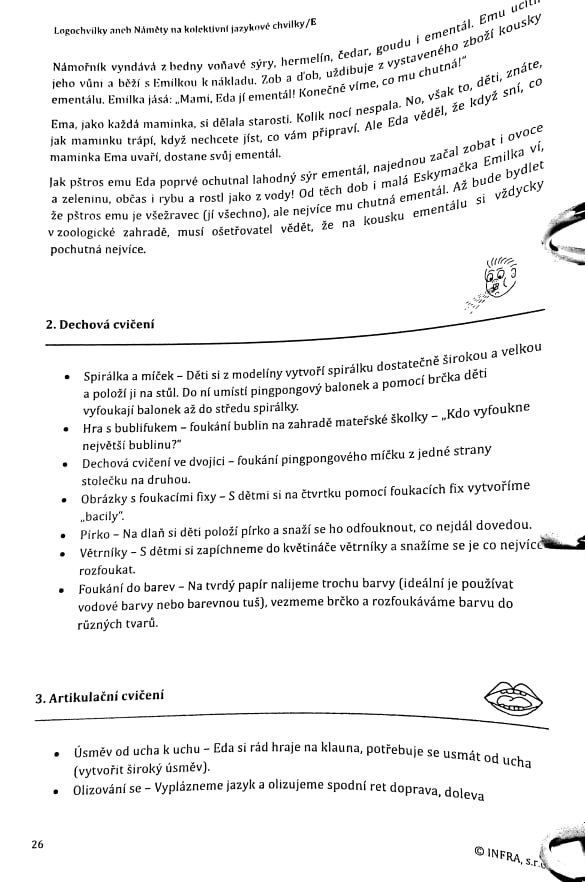 Logochvilky aneb Náměty na kolektivní jazykové chvilky/E
Námořník vyndává z bedny voňavé sýry, hermelín, čedar, goudu i ementál. Emu ucítil
jeho vůni a běží s Emilkou k nákladu. Zob a ďob, uždibuje z vystaveného zboží kousky
ementálu. Emilka jásá: „Mami, Eda jí ementál! Konečně víme, co mu chutná!“
Ema, jako každá maminka, si dělala starosti. Kolik nocí nespala. No, však to, děti, znáte,
jak maminku trápí, když nechcete jíst, co vám připraví. Ale Eda věděl, že když sní, co
maminka Ema uvaří, dostane svůj ementál.
Jak pštros emu Eda poprvé ochutnal lahodný sýr ementál, najednou začal zobat i ovoce
a zeleninu, občas i rybu a rostl jako z vody! Od těch dob i malá Eskymačka Emilka ví,
že pštros emu je všežravec (jí všechno), ale nejvíce mu chutná ementál. Až bude bydlet
v zoologické zahradě, musí ošetřovatel vědět, že na kousku ementálu si vždycky
pochutná nejvíce.
2. Dechová cvičení
• Spirálka a míček – Děti si z modelíny vytvoří spirálku dostatečně širokou a velkou
a položí ji na stůl. Do ní umístí pingpongový balonek a pomocí brčka děti
vyfoukají balonek až do středu spirálky.
• Hra s bublifukem – foukání bublin na zahradě mateřské školky – „Kdo vyfoukne
největší bublinu?“
• Dechová cvičení ve dvojici – foukání pingpongového míčku z jedné strany
stolečku na druhou.
• Obrázky s foukacími fixy – S dětmi si na čtvrtku pomocí foukacích fix vytvoříme
„bacily“.
• Pírko – Na dlaň si děti položí pírko a snaží se ho odfouknout, co nejdál dovedou.
• Větrníky – S dětmi si zapíchneme do květináče větrníky a snažíme se je co nejvíce
rozfoukat.
• Foukání do barev – Na tvrdý papír nalijeme trochu barvy (ideální je používat
vodové barvy nebo barevnou tuš), vezmeme brčko a rozfoukáváme barvu do
různých tvarů.
3. Artikulační cvičení
• Úsměv od ucha k uchu – Eda si rád hraje na klauna, potřebuje se usmát od ucha
(vytvořit široký úsměv).
• Olizování se – Vyplázneme jazyk a olizujeme spodní ret doprava, doleva
26
© INFRA, s.r.o.